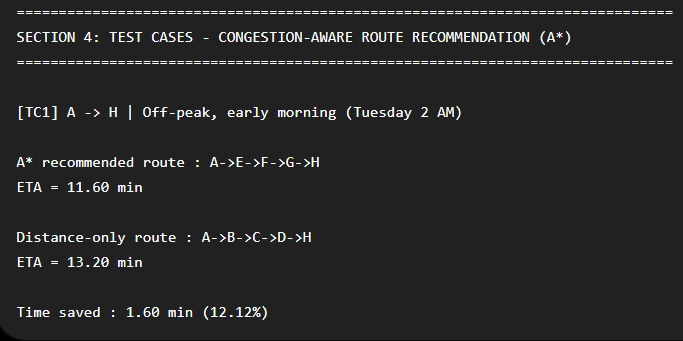 ================================================================================
SECTION 4: TEST CASES - CONGESTION-AWARE ROUTE RECOMMENDATION (A*)
================================================================================
[TC1] A -> H | Off-peak, early morning (Tuesday 2 AM)
A* recommended route : A->E->F->G->H
ETA = 11.60 min
Distance-only route : A->B->C->D->H
ETA = 13.20 min
Time saved : 1.60 min (12.12%)